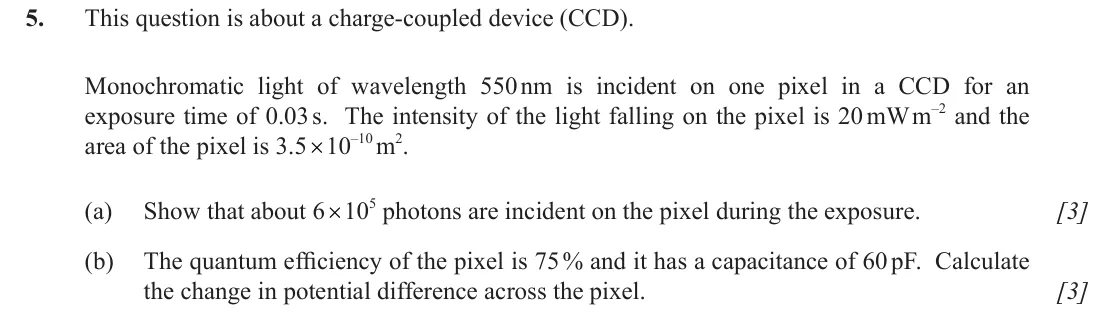 5. This question is about a charge-coupled device (CCD).
Monochromatic light of wavelength 550 nm is incident on one pixel in a CCD for an
exposure time of 0.03 s. The intensity of the light falling on the pixel is 20 mW m⁻² and the
area of the pixel is 3.5 × 10⁻¹⁰ m².
(a) Show that about 6 × 10⁵ photons are incident on the pixel during the exposure. [3]
(b) The quantum efficiency of the pixel is 75 % and it has a capacitance of 60 pF. Calculate
the change in potential difference across the pixel. [3]